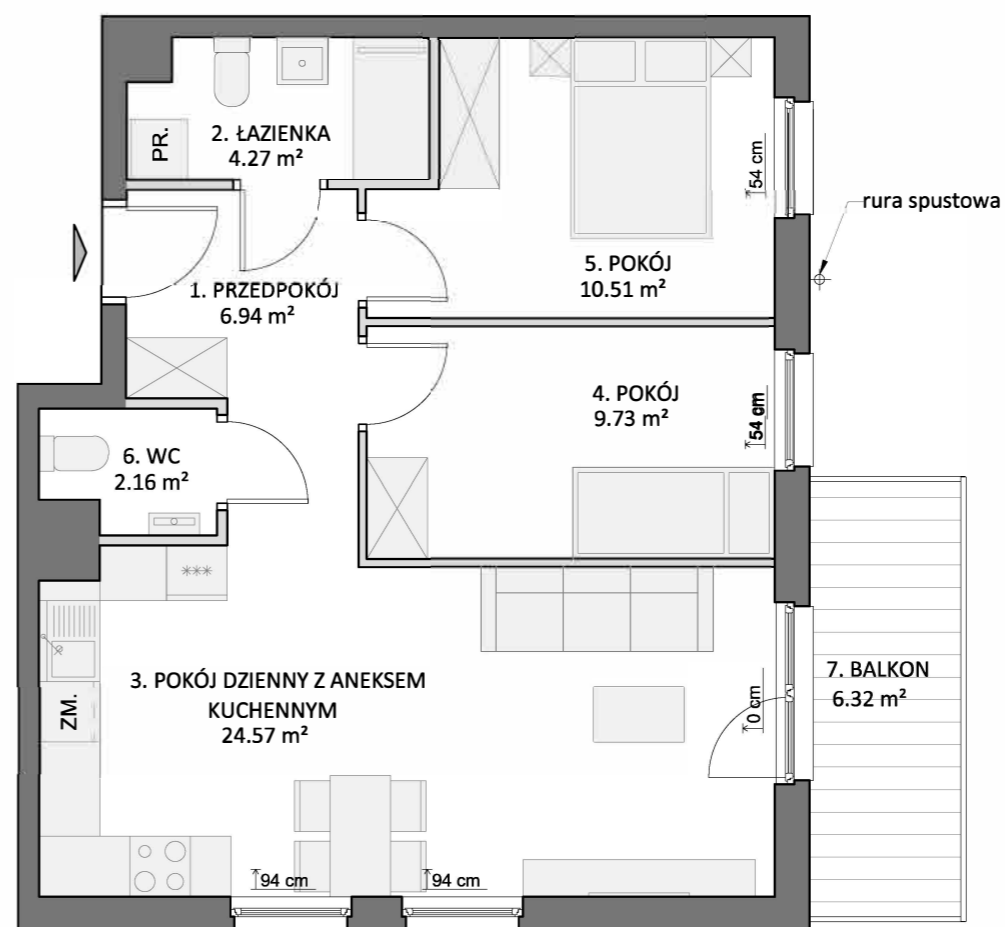 2. ŁAZIENKA
4.27 m²
PR.
54 cm
rura spustowa
5. POKÓJ
10.51 m²
1. PRZEDPOKÓJ
6.94 m²
4. POKÓJ
9.73 m²
54 cm
6. WC
2.16 m²
***
3. POKÓJ DZIENNY Z ANEKSEM
KUCHENNYM
24.57 m²
ZM.
0 cm
7. BALKON
6.32 m²
94 cm
94 cm